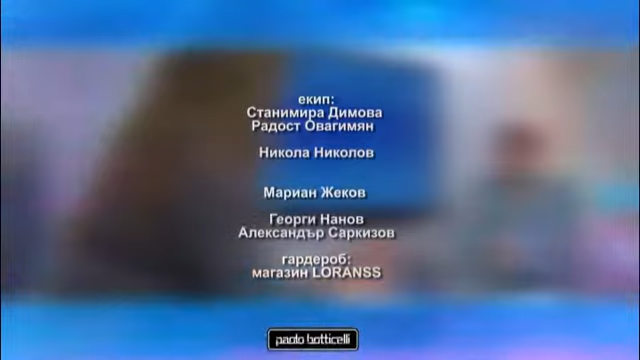 екип:
Станимира Димова
Радост Овагимян
Никола Николов
Мариан Жеков
Георги Нанов
Александър Саркизов
гардероб:
магазин LORANSS
paolo botticelli